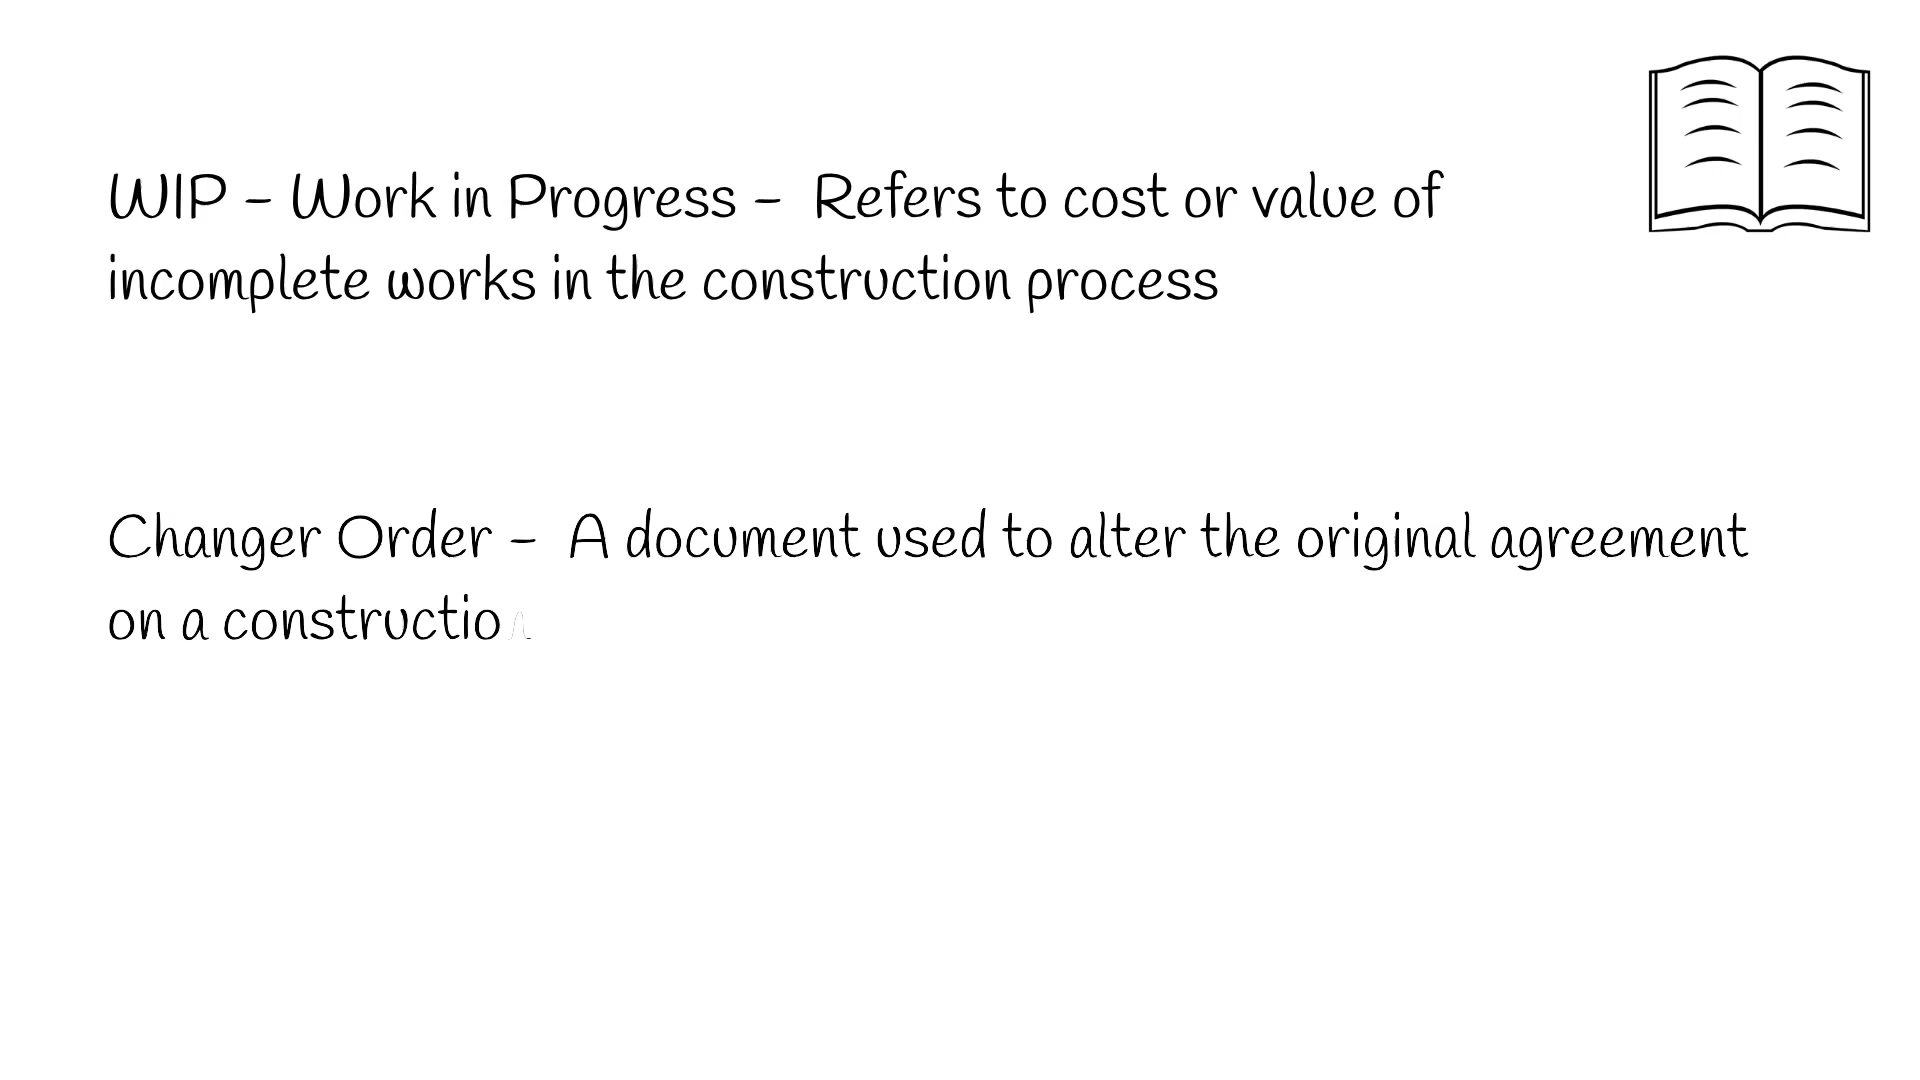 WIP - Work in Progress - Refers to cost or value of
incomplete works in the construction process
Changer Order - A document used to alter the original agreement
on a constructio